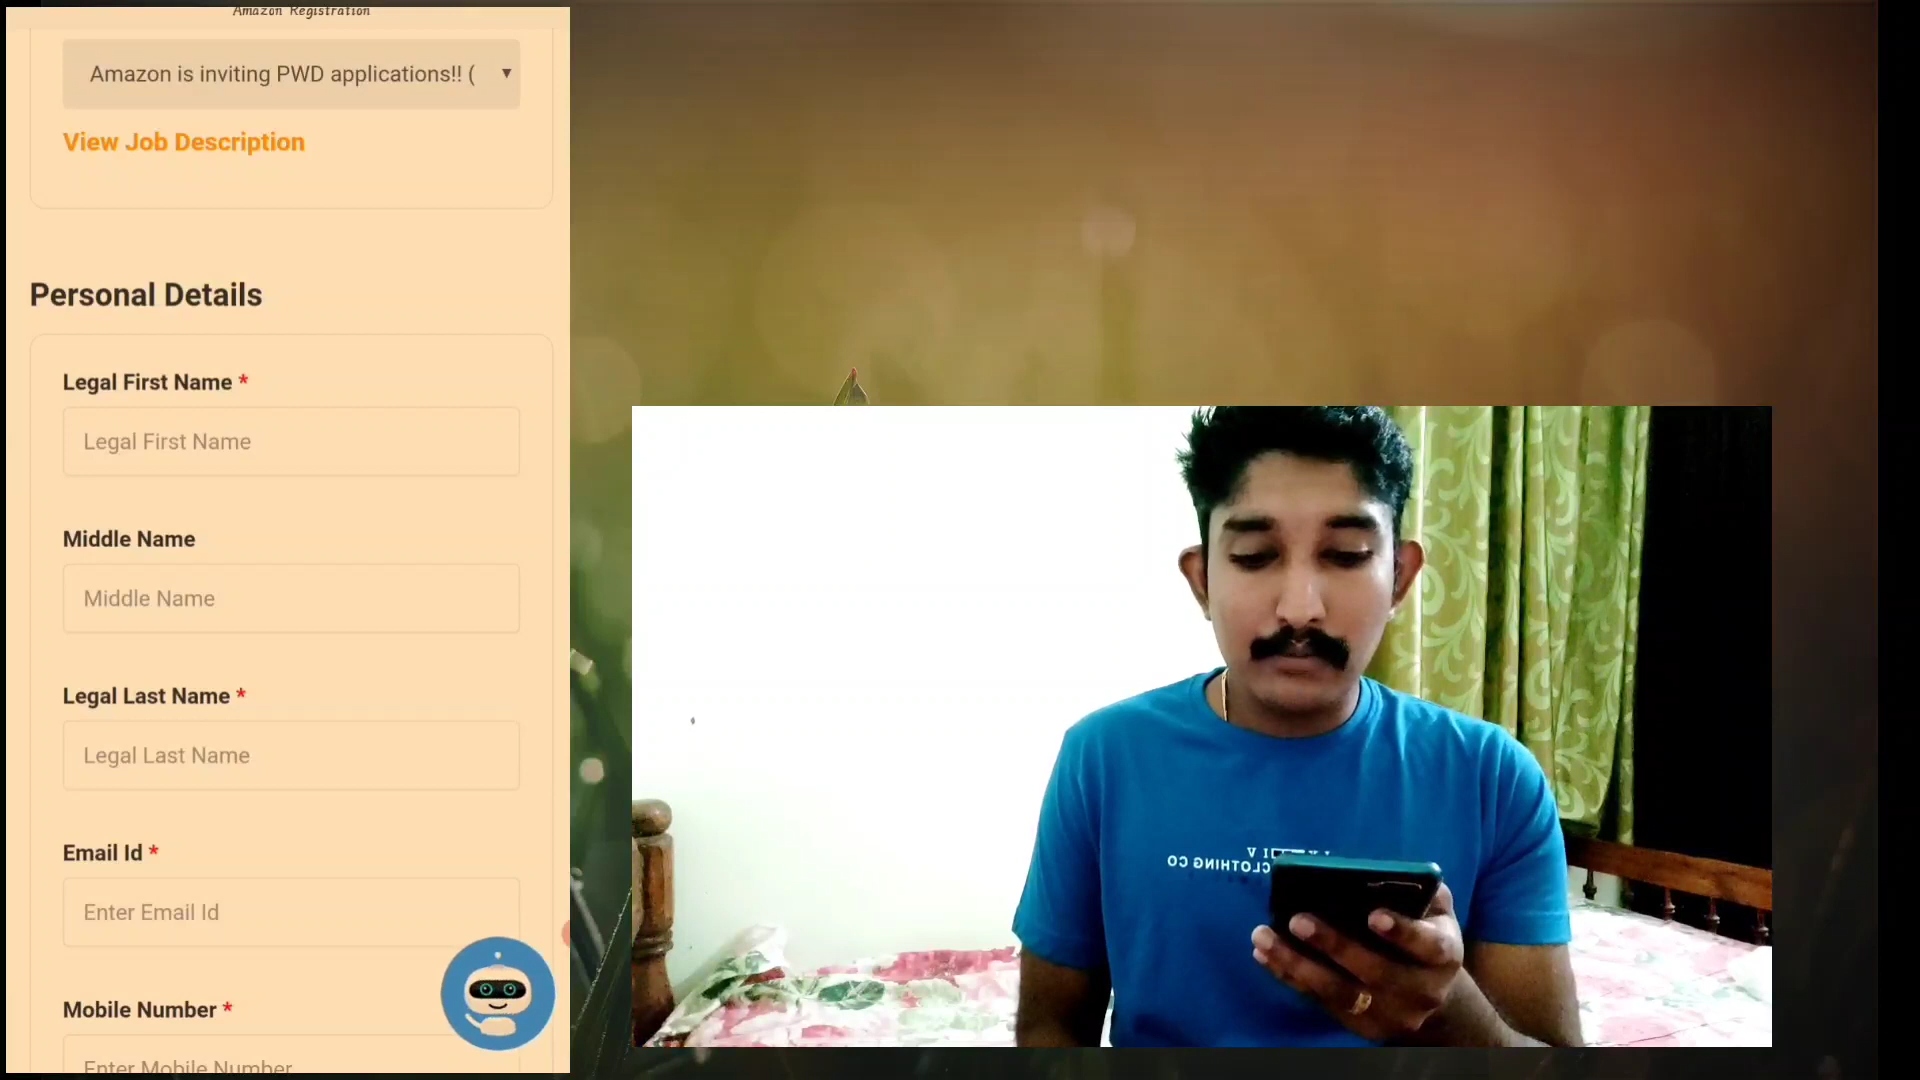 Amazon Registration
Amazon is inviting PWD applications!! (
View Job Description
Personal Details
Legal First Name *
Legal First Name
Middle Name
Middle Name
Legal Last Name *
Legal Last Name
Email Id *
Enter Email Id
Mobile Number *
Enter Mobile Number
CLOTHING CO